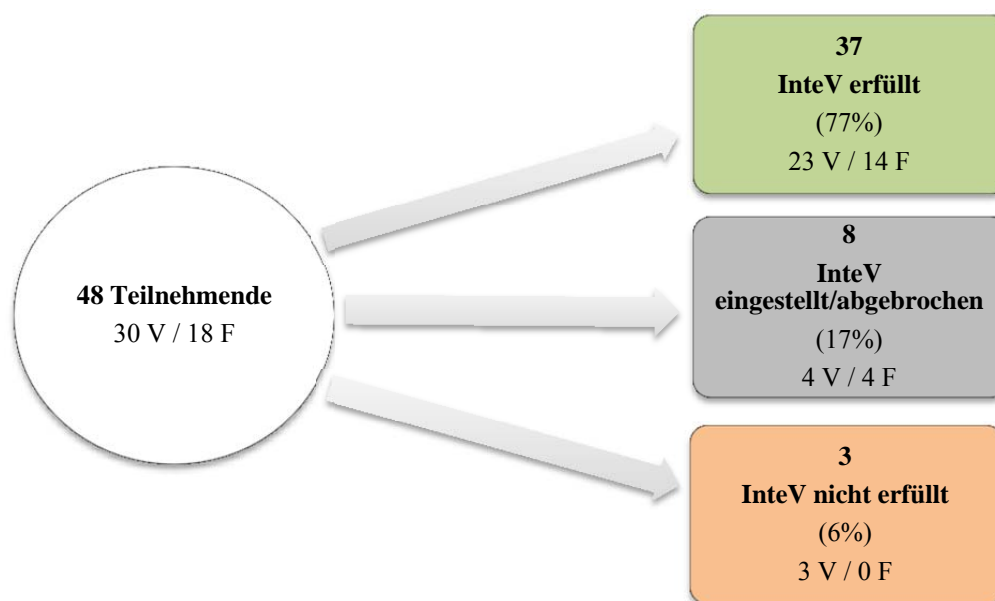 48 Teilnehmende
30 V / 18 F
37
InteV erfüllt
(77%)
23 V / 14 F
8
InteV
eingestellt/abgebrochen
(17%)
4 V / 4 F
3
InteV nicht erfüllt
(6%)
3 V / 0 F